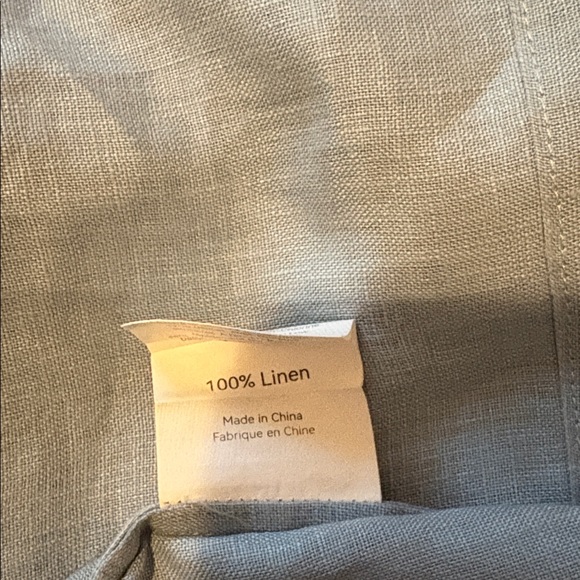 100% Linen
Made in China
Fabrique en Chine